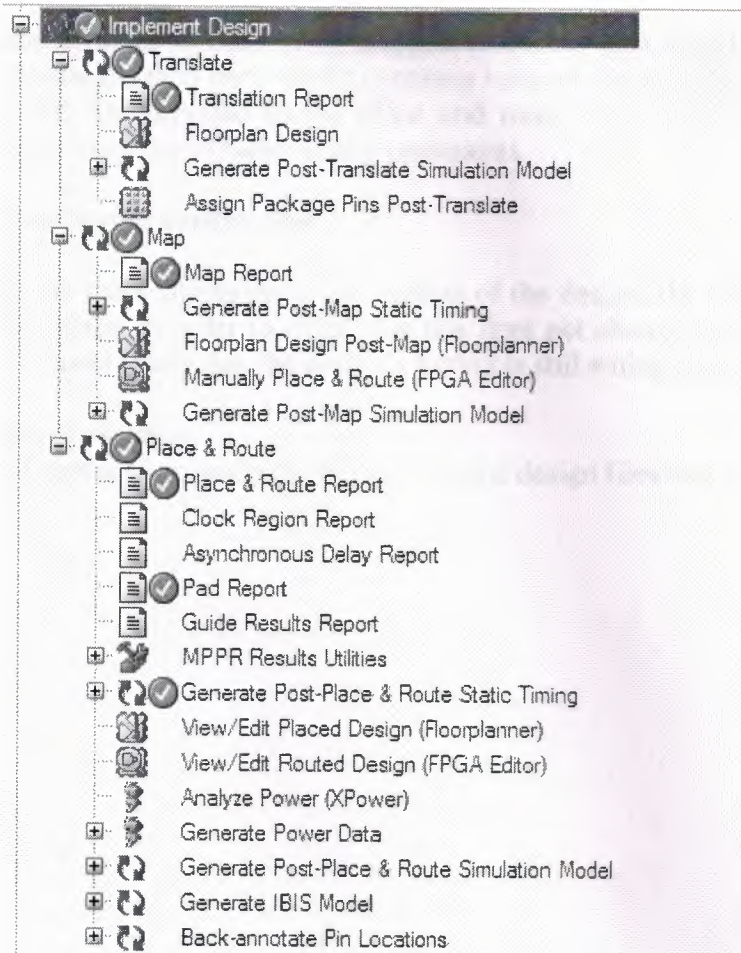 Implement Design
Translate
Translation Report
Floorplan Design
Generate Post-Translate Simulation Model
Assign Package Pins Post-Translate
Map
Map Report
Generate Post-Map Static Timing
Floorplan Design Post-Map (Floorplanner)
Manually Place & Route (FPGA Editor)
Generate Post-Map Simulation Model
Place & Route
Place & Route Report
Clock Region Report
Asynchronous Delay Report
Pad Report
Guide Results Report
MPPR Results Utilities
Generate Post-Place & Route Static Timing
View/Edit Placed Design (Floorplanner)
View/Edit Routed Design (FPGA Editor)
Analyze Power (XPower)
Generate Power Data
Generate Post-Place & Route Simulation Model
Generate IBIS Model
Back-annotate Pin Locations